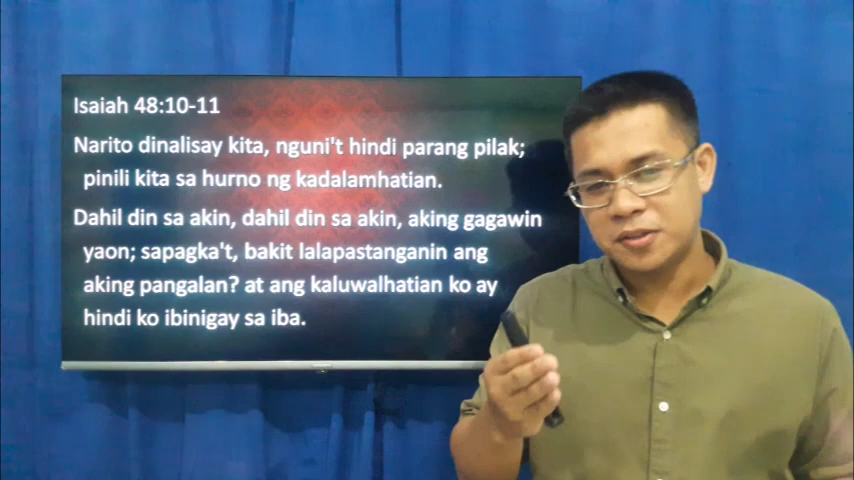 Isaiah 48:10-11
Narito dinalisay kita, nguni't hindi parang pilak;
pinili kita sa hurno ng kadalamhatian.
Dahil din sa akin, dahil din sa akin, aking gagawin
yaon; sapagka't, bakit lalapastanganin ang
aking pangalan? at ang kaluwalhatian ko ay
hindi ko ibinigay sa iba.